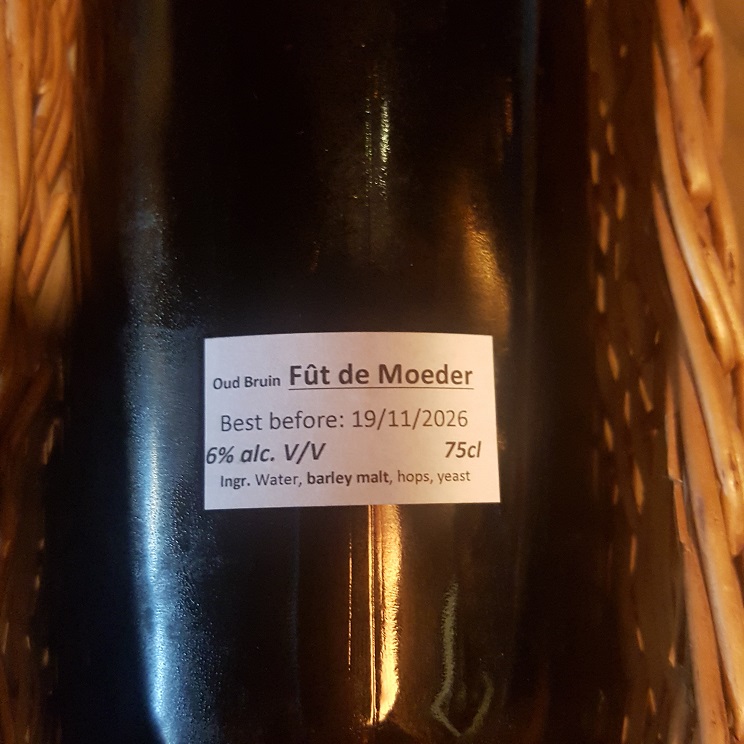 Oud Bruin Fût de Moeder
Best before: 19/11/2026
6% alc. V/V 75cl
Ingr. Water, barley malt, hops, yeast